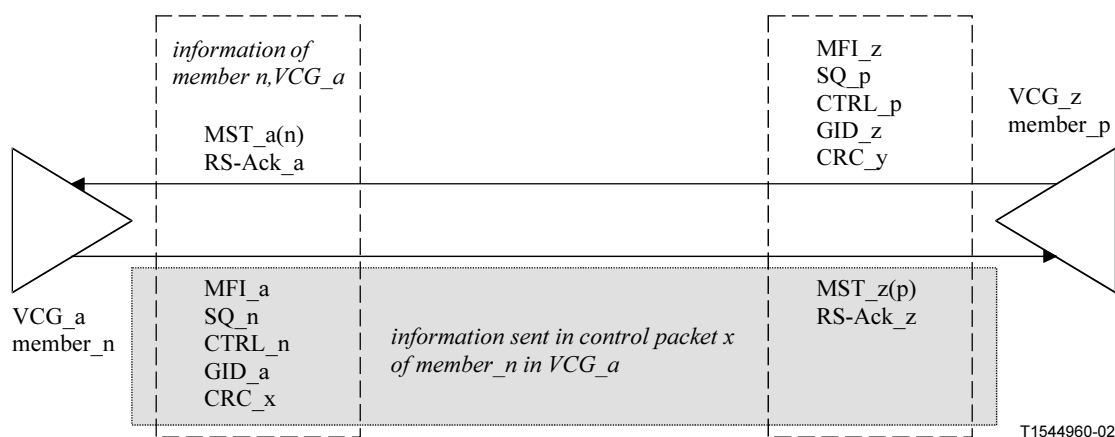 information of
member n,VCG_a
MST_a(n)
RS-Ack_a
MFI_z
SQ_p
CTRL_p
GID_z
CRC_y
VCG_z
member_p
VCG_a
member_n
MFI_a
SQ_n
CTRL_n
GID_a
CRC_x
information sent in control packet x
of member_n in VCG_a
MST_z(p)
RS-Ack_z
T1544960-02